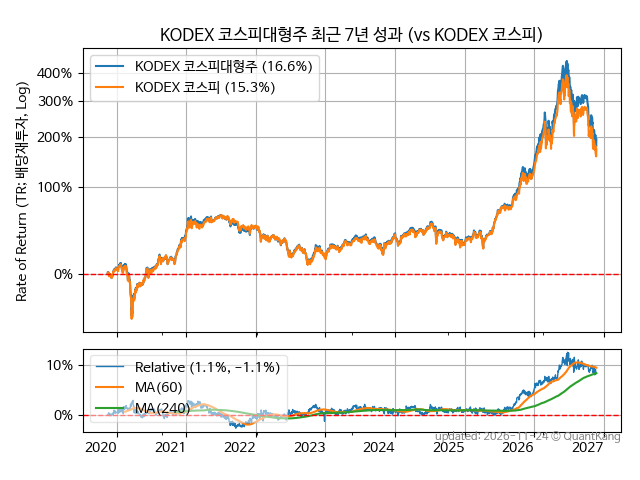 KODEX 코스피대형주 최근 7년 성과 (vs KODEX 코스피)
Rate of Return (TR: 배당재투자, Log)
400%
300%
200%
100%
0%
KODEX 코스피대형주 (16.6%)
KODEX 코스피 (15.3%)
10%
0%
Relative (1.1%, −1.1%)
MA(60)
MA(240)
2020 2021 2022 2023 2024 2025 2026 2027
updated: 2026-11-24 © QuantKang